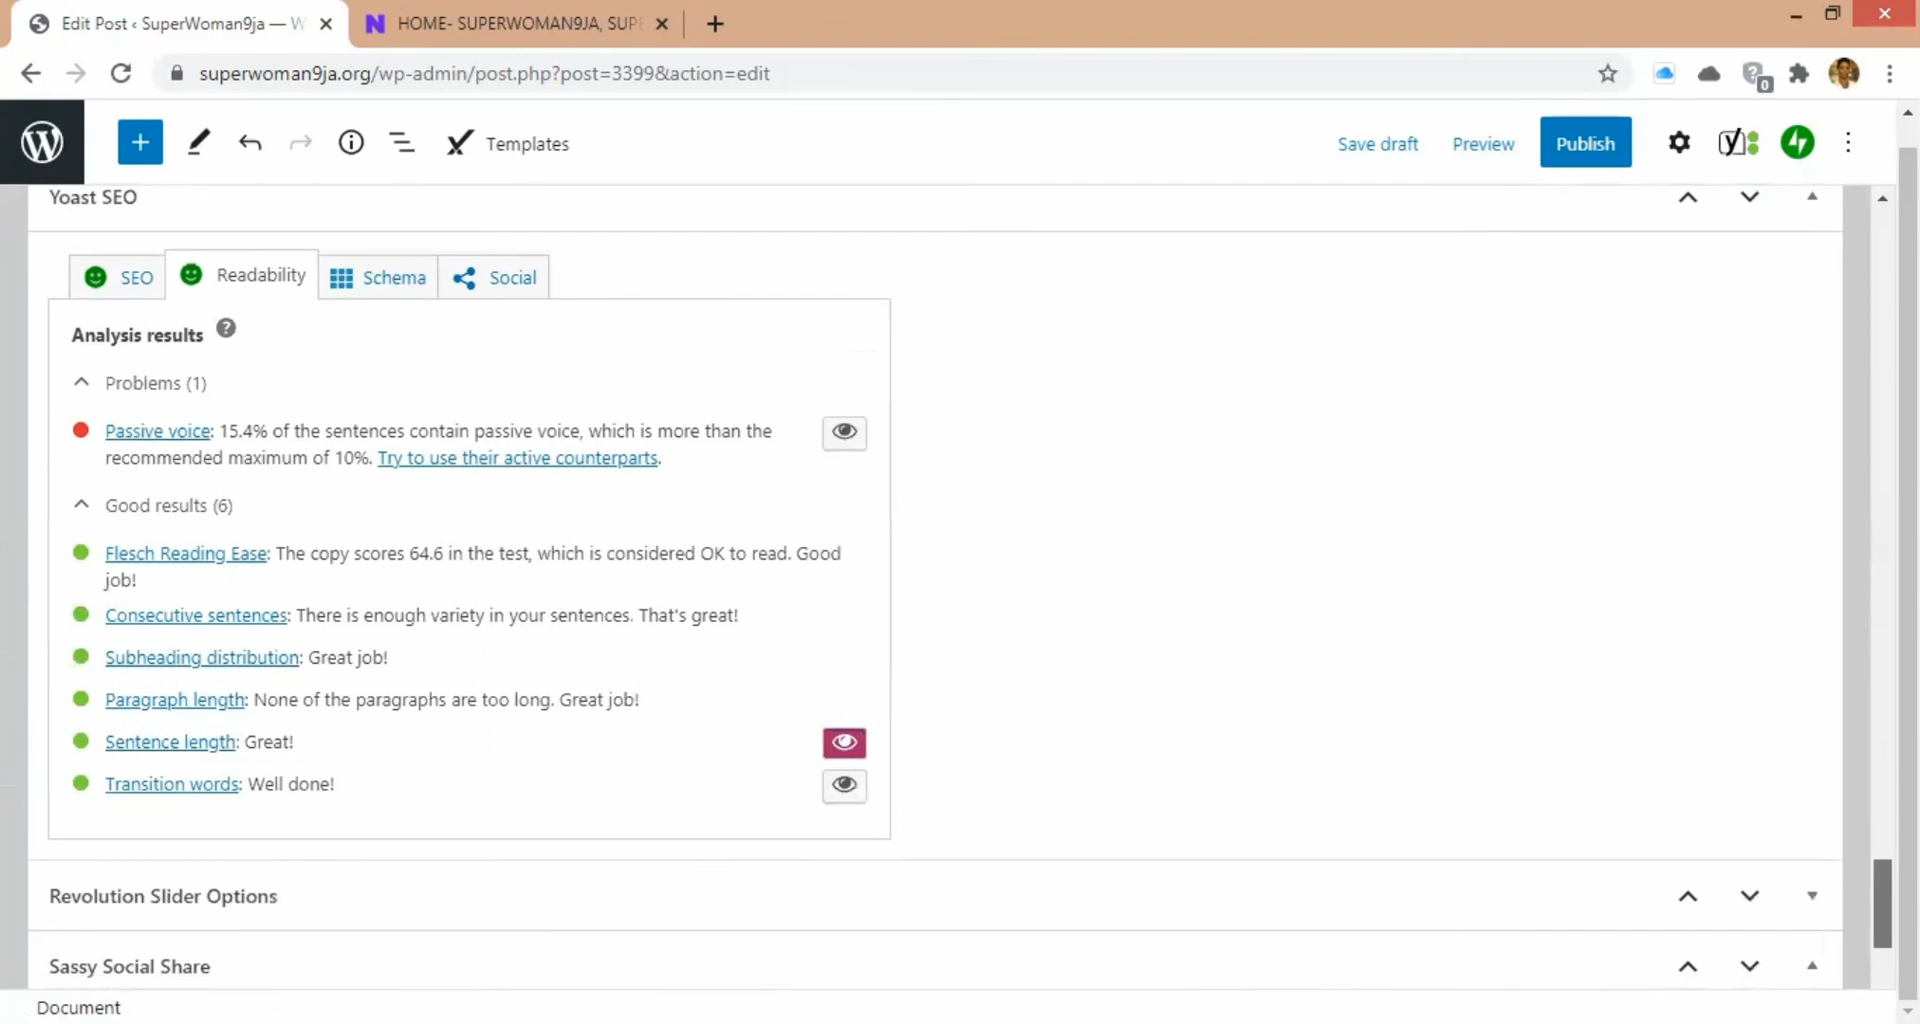 Edit Post ‹ SuperWoman9ja — W
HOME- SUPERWOMAN9JA, SUPE
superwoman9ja.org/wp-admin/post.php?post=3399&action=edit
0
Templates
Save draft
Preview
Publish
Yoast SEO
SEO
Readability
Schema
Social
Analysis results
Problems (1)
Passive voice: 15.4% of the sentences contain passive voice, which is more than the
recommended maximum of 10%. Try to use their active counterparts.
Good results (6)
Flesch Reading Ease: The copy scores 64.6 in the test, which is considered OK to read. Good
job!
Consecutive sentences: There is enough variety in your sentences. That's great!
Subheading distribution: Great job!
Paragraph length: None of the paragraphs are too long. Great job!
Sentence length: Great!
Transition words: Well done!
Revolution Slider Options
Sassy Social Share
Document